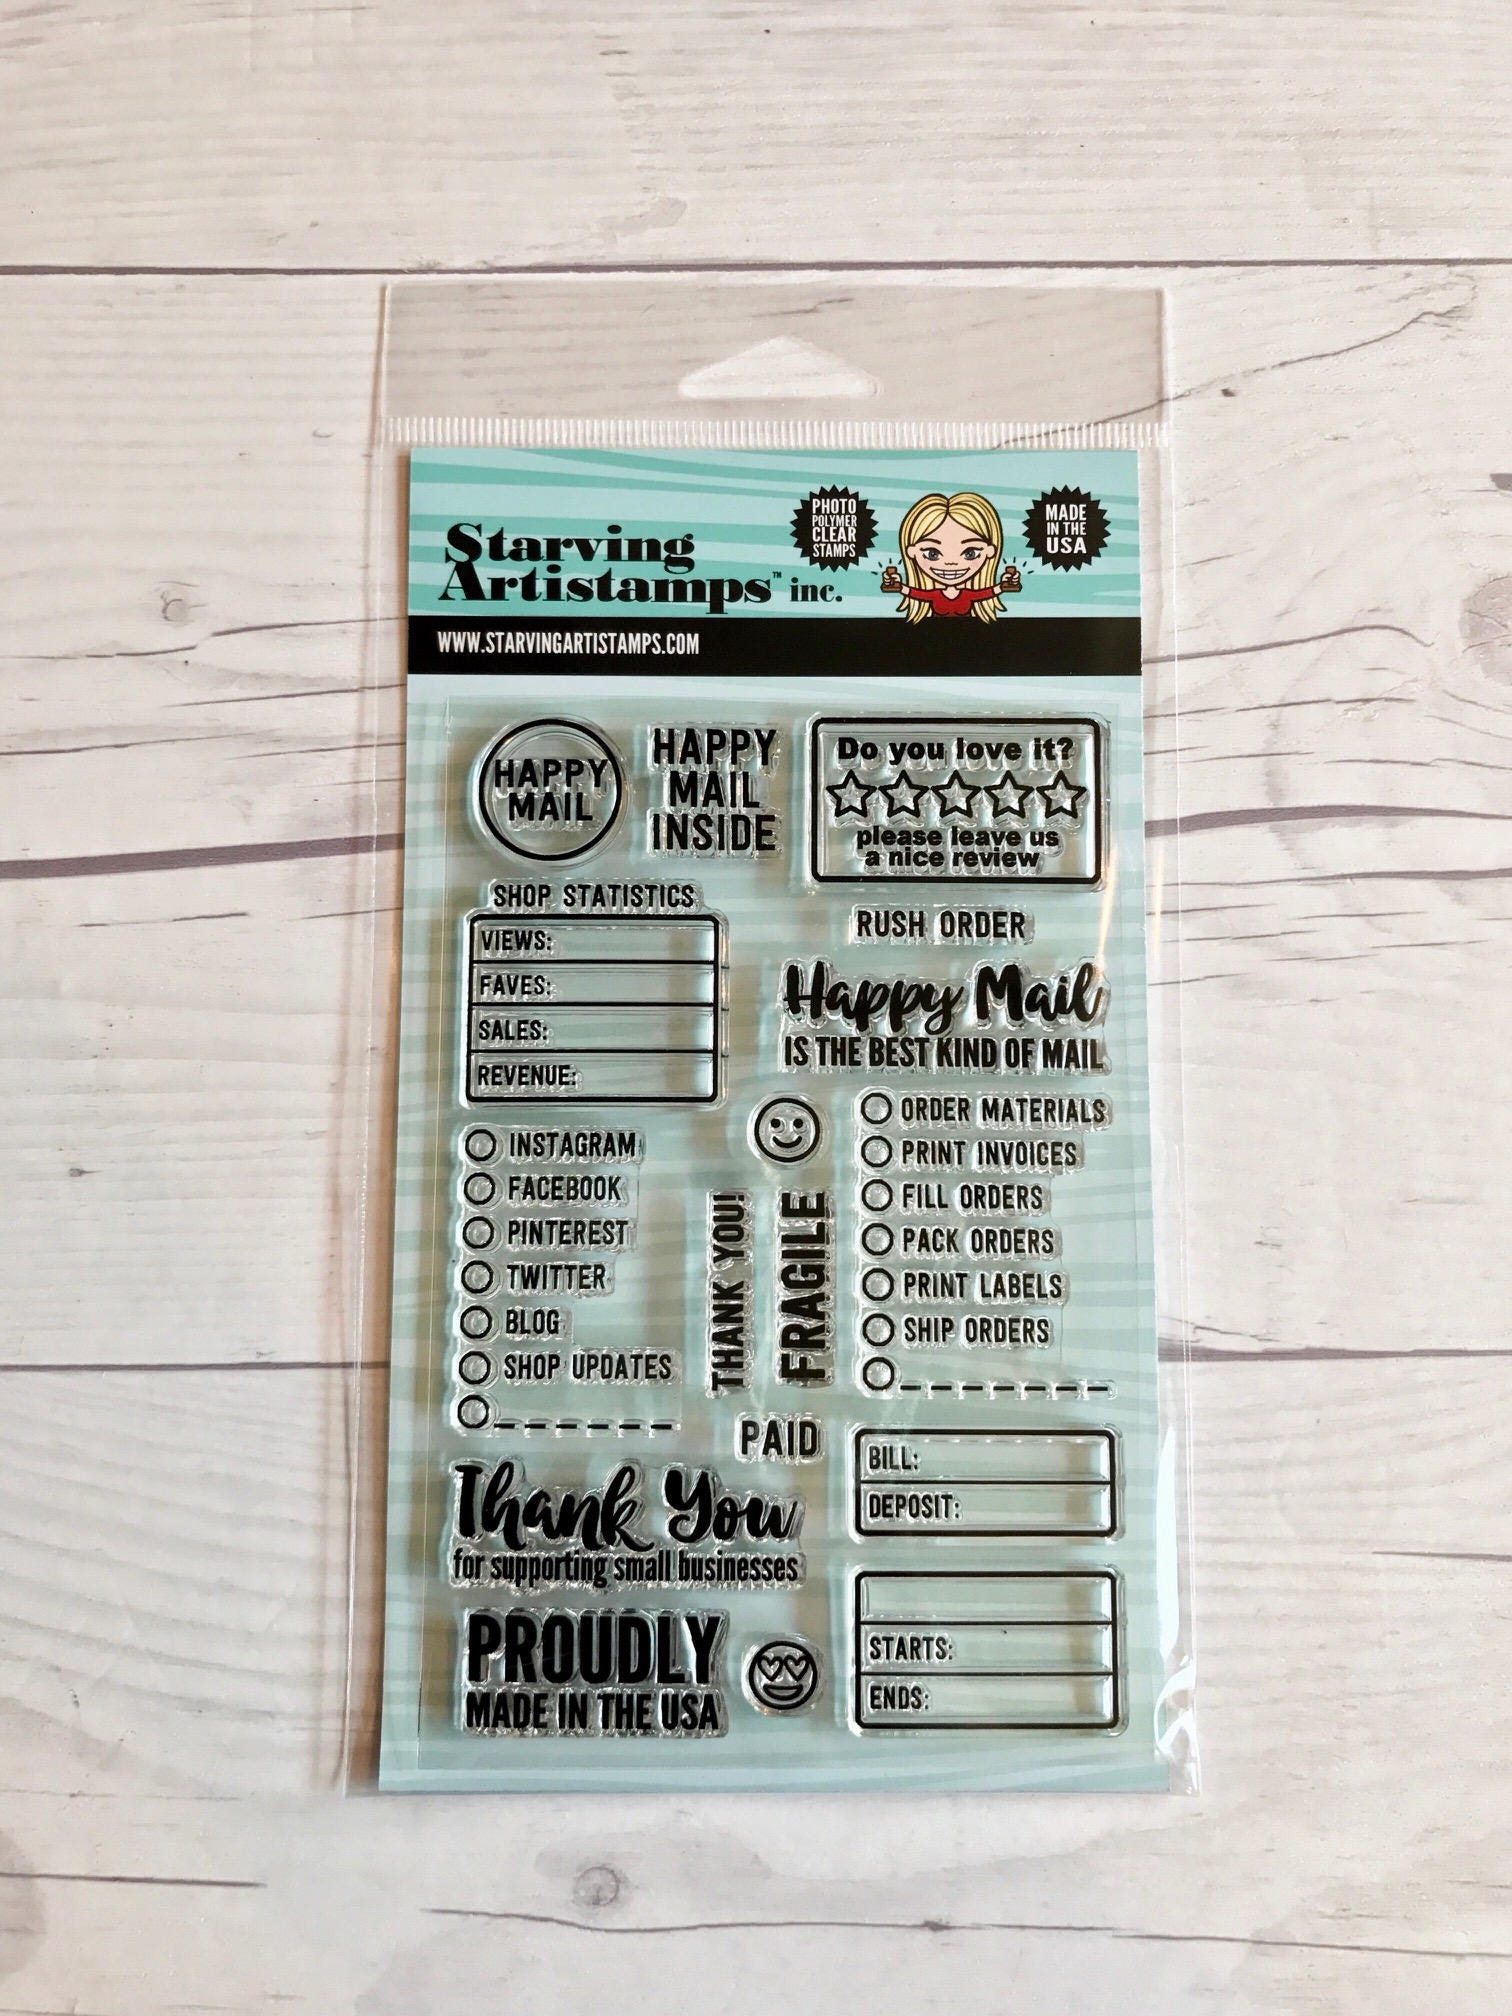 Starving
Artistamps™ inc.
PHOTO
POLYMER
CLEAR
STAMPS
MADE
IN THE
USA
WWW.STARVINGARTISTAMPS.COM
HAPPY
MAIL
HAPPY
MAIL
INSIDE
Do you love it?
please leave us
a nice review
SHOP STATISTICS
VIEWS:
FAVES:
SALES:
REVENUE:
RUSH ORDER
Happy Mail
IS THE BEST KIND OF MAIL
INSTAGRAM
FACEBOOK
PINTEREST
TWITTER
BLOG
SHOP UPDATES
THANK YOU!
FRAGILE
ORDER MATERIALS
PRINT INVOICES
FILL ORDERS
PACK ORDERS
PRINT LABELS
SHIP ORDERS
PAID
BILL:
DEPOSIT:
Thank You
for supporting small businesses
STARTS:
ENDS:
PROUDLY
MADE IN THE USA